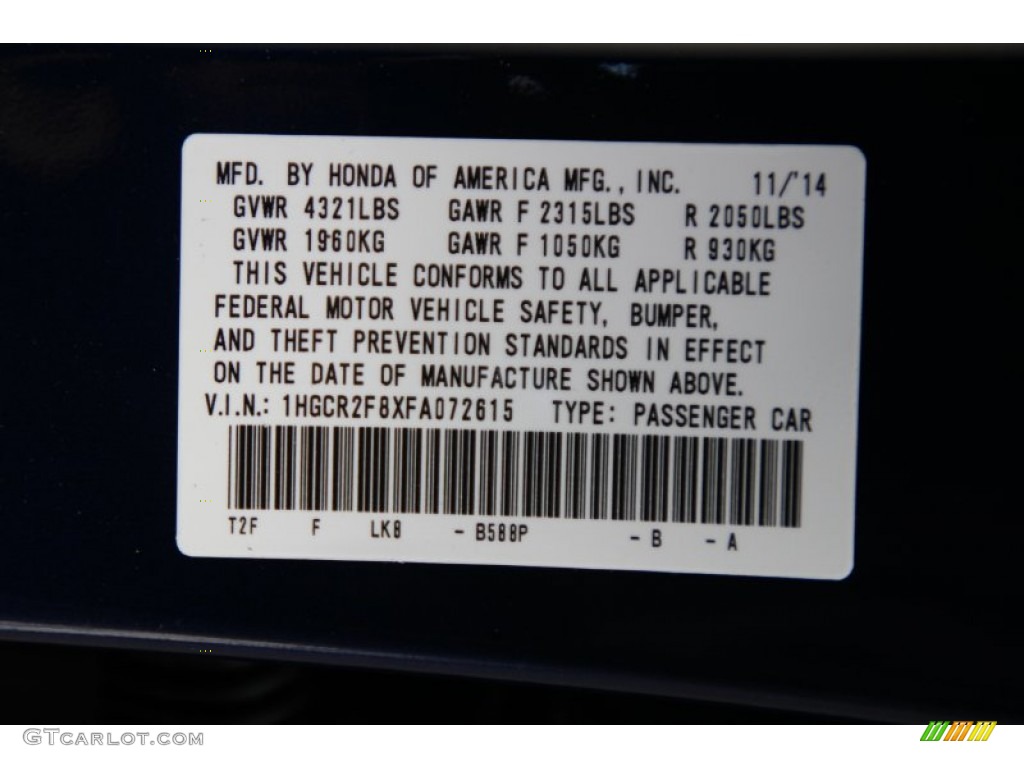 MFD. BY HONDA OF AMERICA MFG., INC. 11/'14
GVWR 4321LBS GAWR F 2315LBS R 2050LBS
GVWR 1960KG GAWR F 1050KG R 930KG
THIS VEHICLE CONFORMS TO ALL APPLICABLE
FEDERAL MOTOR VEHICLE SAFETY, BUMPER,
AND THEFT PREVENTION STANDARDS IN EFFECT
ON THE DATE OF MANUFACTURE SHOWN ABOVE.
V.I.N.: 1HGCR2F8XFA072615 TYPE: PASSENGER CAR
T2F F LK8 - B588P - B - A
GTCARLOT.COM